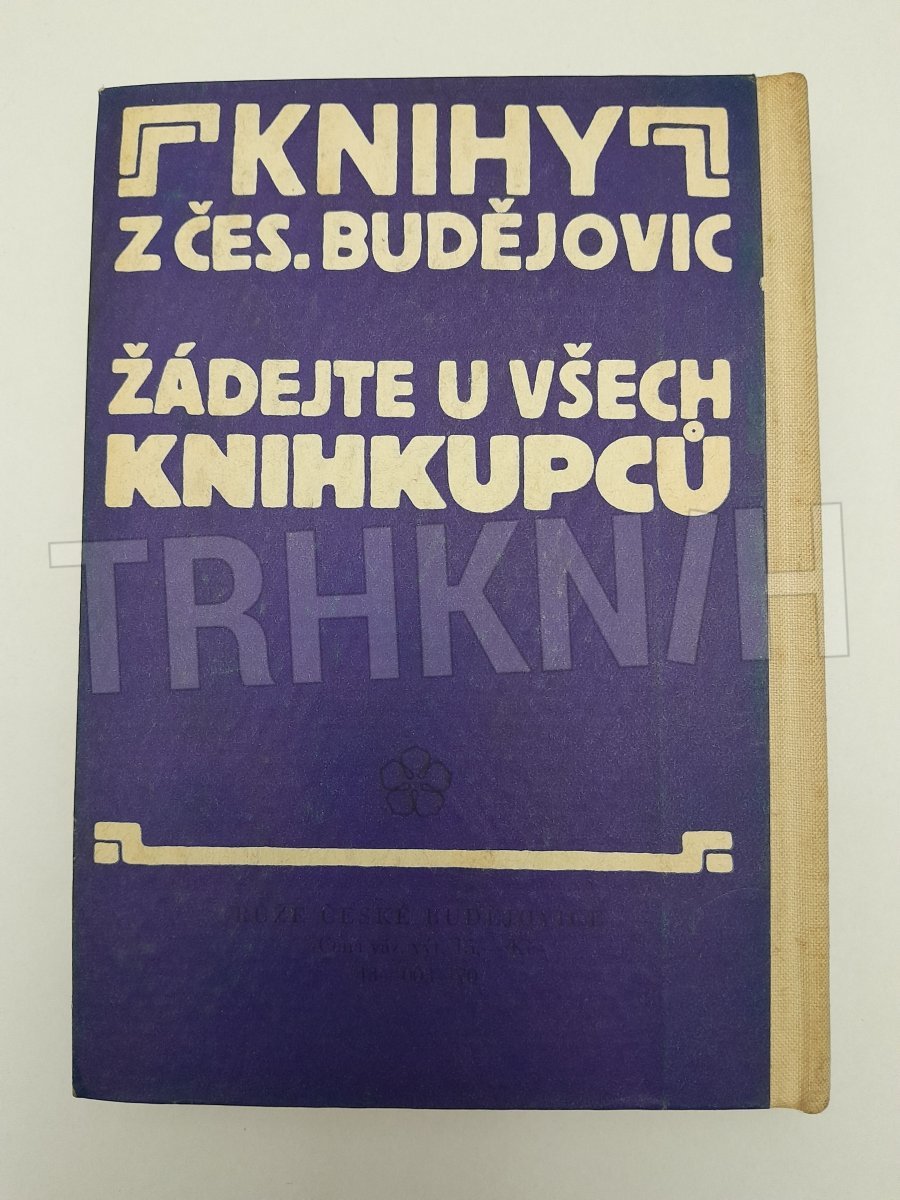 KNIHY
Z ČES. BUDĚJOVIC
ŽÁDEJTE U VŠECH
KNIHKUPCŮ
TRHKNIH
RŮŽE ČESKÉ BUDĚJOVICE